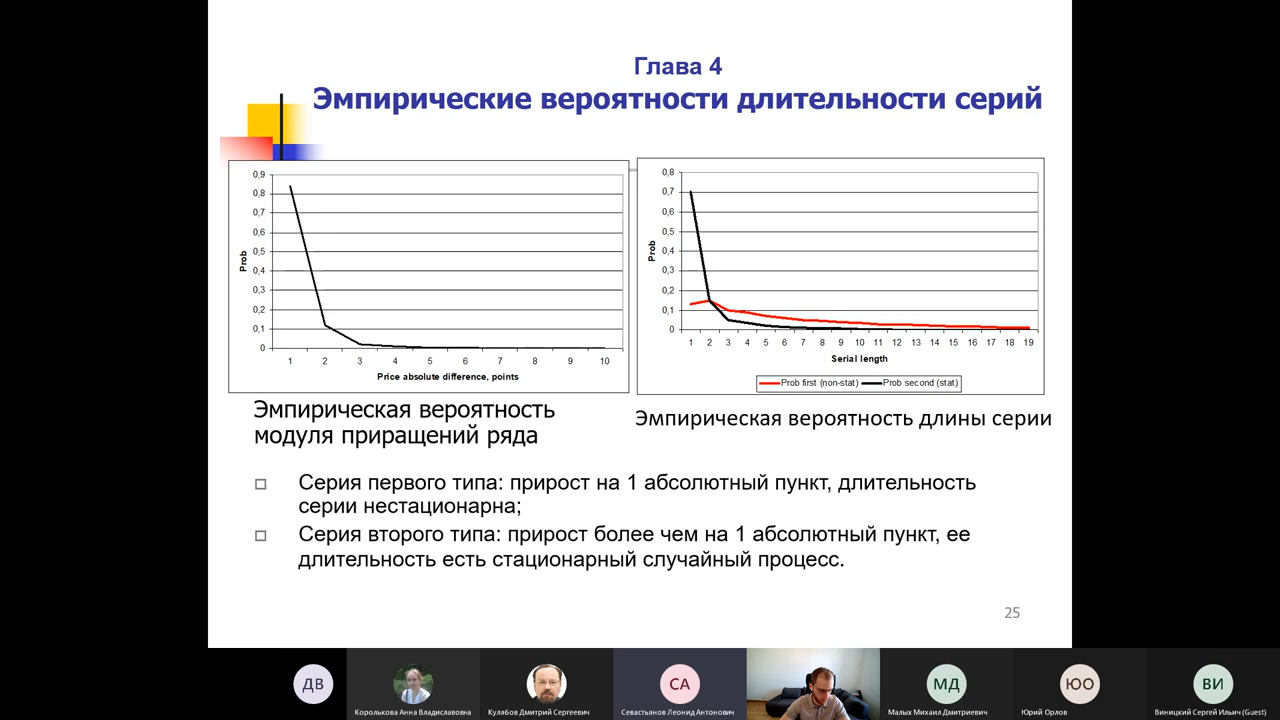 Глава 4
Эмпирические вероятности длительности серий
0,9
0,8
0,7
0,6
0,5
0,4
0,3
0,2
0,1
0
Prob
1 2 3 4 5 6 7 8 9 10
Price absolute difference, points
0,8
0,7
0,6
0,5
0,4
0,3
0,2
0,1
0
Prob
1 2 3 4 5 6 7 8 9 10 11 12 13 14 15 16 17 18 19
Serial length
Prob first (non-stat) Prob second (stat)
Эмпирическая вероятность
модуля приращений ряда
Эмпирическая вероятность длины серии
Серия первого типа: прирост на 1 абсолютный пункт, длительность
серии нестационарна;
Серия второго типа: прирост более чем на 1 абсолютный пункт, ее
длительность есть стационарный случайный процесс.
25
ДВ
СА
МД
ЮО
ВИ
Королькова Анна Владиславовна
Кулябов Дмитрий Сергеевич
Севастьянов Леонид Антонович
Малых Михаил Дмитриевич
Юрий Орлов
Виницкий Сергей Ильич (Guest)